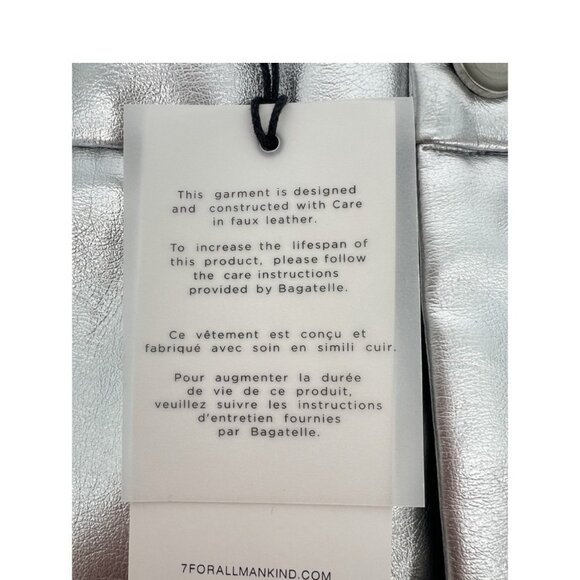 This garment is designed
and constructed with Care
in faux leather.
To increase the lifespan of
this product, please follow
the care instructions
provided by Bagatelle.
Ce vêtement est conçu et
fabriqué avec soin en simili cuir.
Pour augmenter la durée
de vie de ce produit,
veuillez suivre les instructions
d'entretien fournies
par Bagatelle.
7FORALLMANKIND.COM